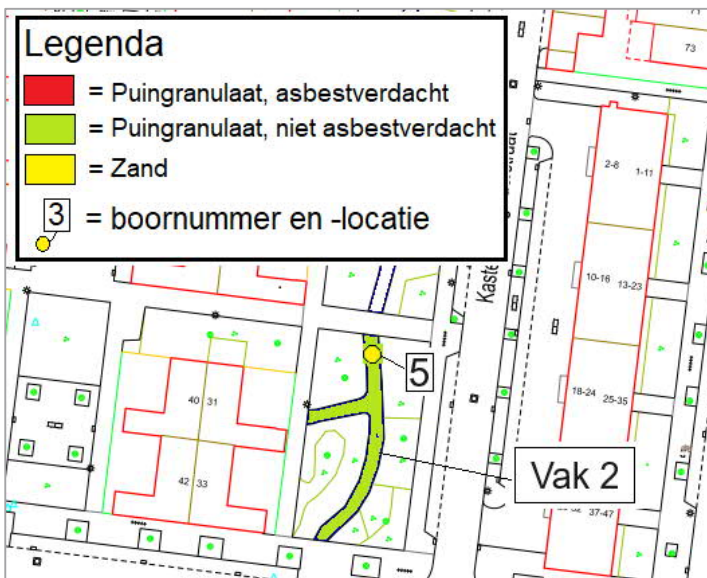 Legenda
= Puingranulaat, asbestverdacht
= Puingranulaat, niet asbestverdacht
= Zand
3 = boornummer en -locatie
73
2-8 1-11
10-16 13-23
5
18-24 25-35
40 31
42 33
Vak 2
37-47